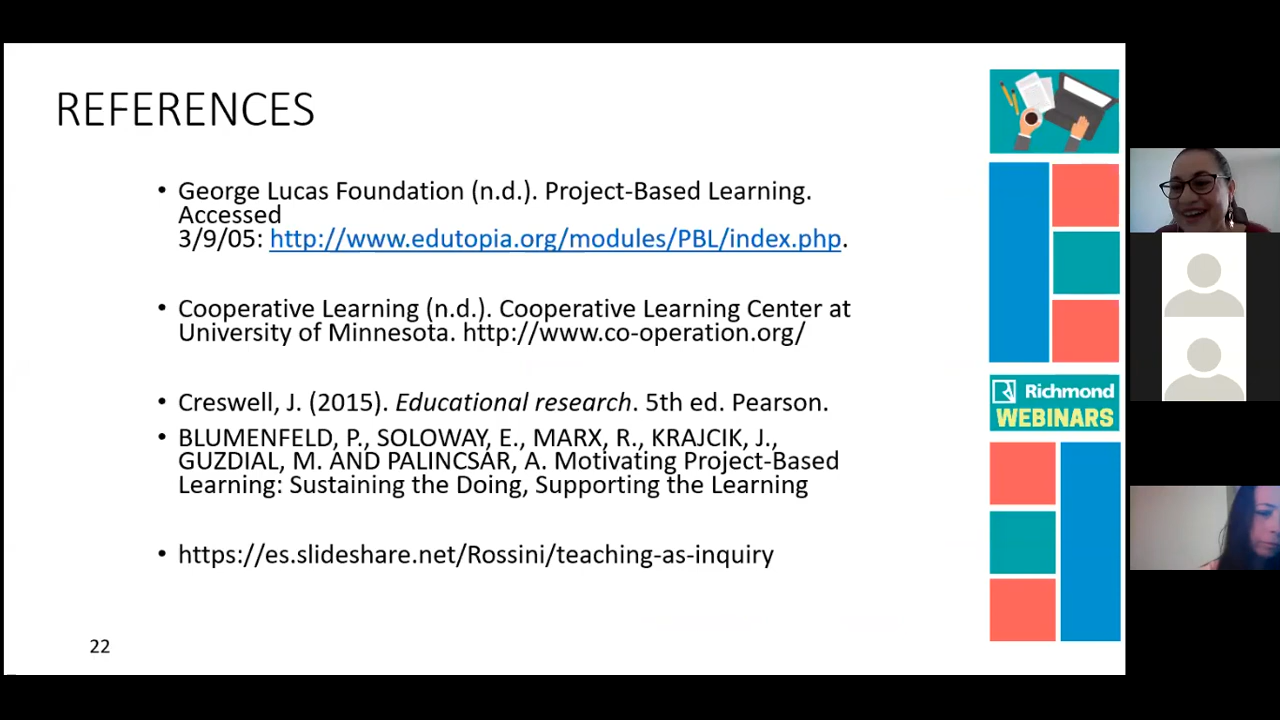 REFERENCES
• George Lucas Foundation (n.d.). Project-Based Learning.
Accessed
3/9/05: http://www.edutopia.org/modules/PBL/index.php.
• Cooperative Learning (n.d.). Cooperative Learning Center at
University of Minnesota. http://www.co-operation.org/
• Creswell, J. (2015). Educational research. 5th ed. Pearson.
• BLUMENFELD, P., SOLOWAY, E., MARX, R., KRAJCIK, J.,
GUZDIAL, M. AND PALINCSAR, A. Motivating Project-Based
Learning: Sustaining the Doing, Supporting the Learning
• https://es.slideshare.net/Rossini/teaching-as-inquiry
22
Richmond
WEBINARS